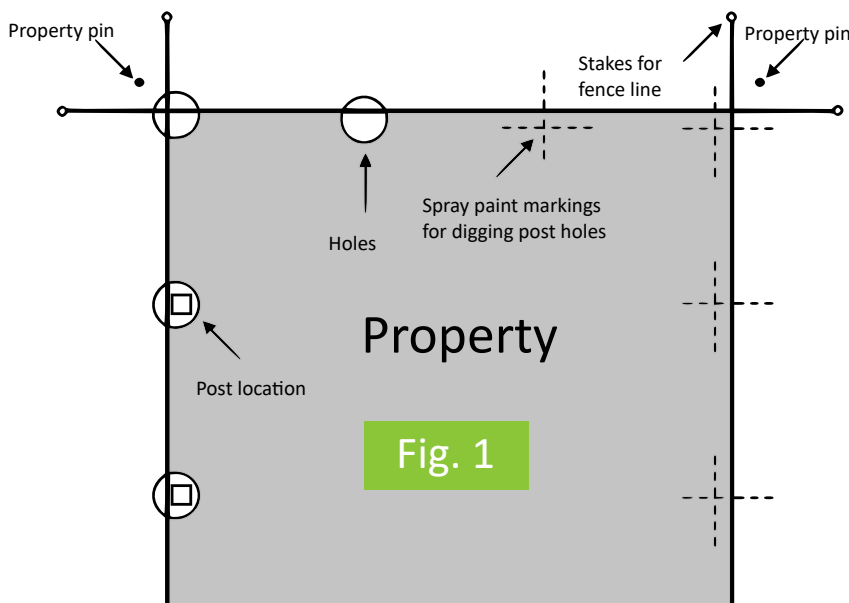 Property pin
Property pin
Stakes for
fence line
Spray paint markings
for digging post holes
Holes
Property
Post location
Fig. 1